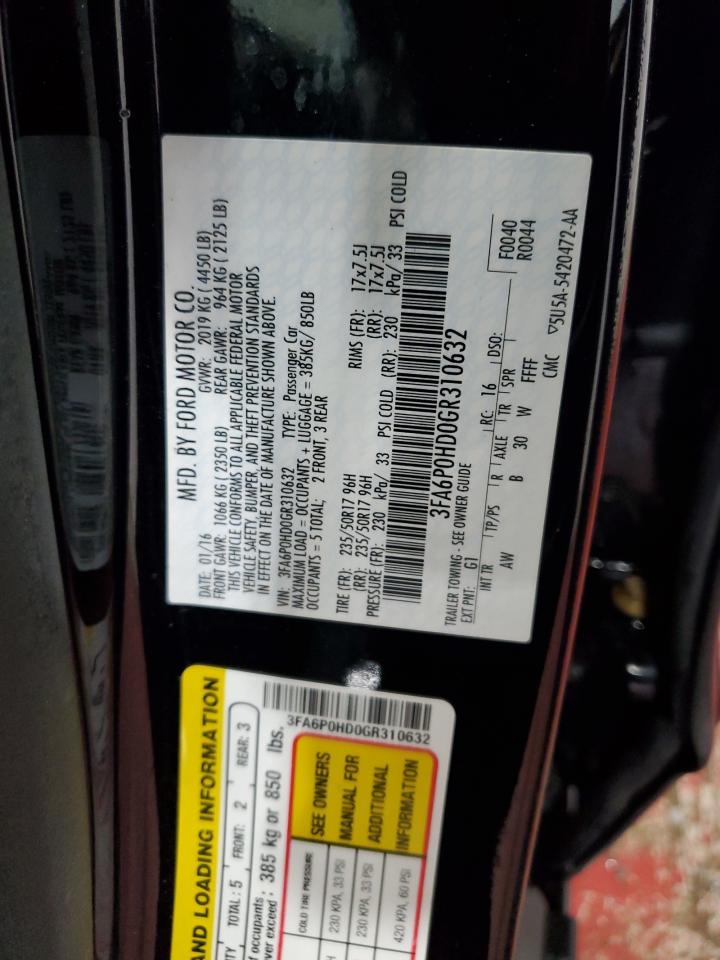 MFD. BY FORD MOTOR CO.
DATE: 01/16 GVWR: 2019 KG ( 4450 LB)
FRONT GAWR: 1066 KG ( 2350 LB) REAR GAWR: 964 KG ( 2125 LB)
THIS VEHICLE CONFORMS TO ALL APPLICABLE FEDERAL MOTOR
VEHICLE SAFETY, BUMPER, AND THEFT PREVENTION STANDARDS
IN EFFECT ON THE DATE OF MANUFACTURE SHOWN ABOVE.
VIN: 3FA6P0HD0GR310632 TYPE: Passenger Car
MAXIMUM LOAD = OCCUPANTS + LUGGAGE = 385KG/ 850LB
OCCUPANTS = 5 TOTAL: 2 FRONT, 3 REAR
TIRE (FR): 235/50R17 96H RIMS (FR): 17x7.5J
(RR): 235/50R17 96H (RR): 17x7.5J
PRESSURE (FR): 230 kPa/ 33 PSI COLD (RR): 230 kPa/ 33 PSI COLD
3FA6P0HD0GR310632
TRAILER TOWING - SEE OWNER GUIDE
EXT PNT: G1 RC: 16 DSO: F0040
R0044
INT TR TP/PS R AXLE TR SPR
AW B 30 W FFFF
CMC ▽5U5A-5420472-AA
AND LOADING INFORMATION
TOTAL : 5 FRONT: 2 REAR: 3
f occupants
ver exceed : 385 kg or 850 lbs.
3FA6P0HD0GR310632
COLD TIRE PRESSURE
230 KPA, 33 PSI
230 KPA, 33 PSI
420 KPA, 60 PSI
SEE OWNERS
MANUAL FOR
ADDITIONAL
INFORMATION